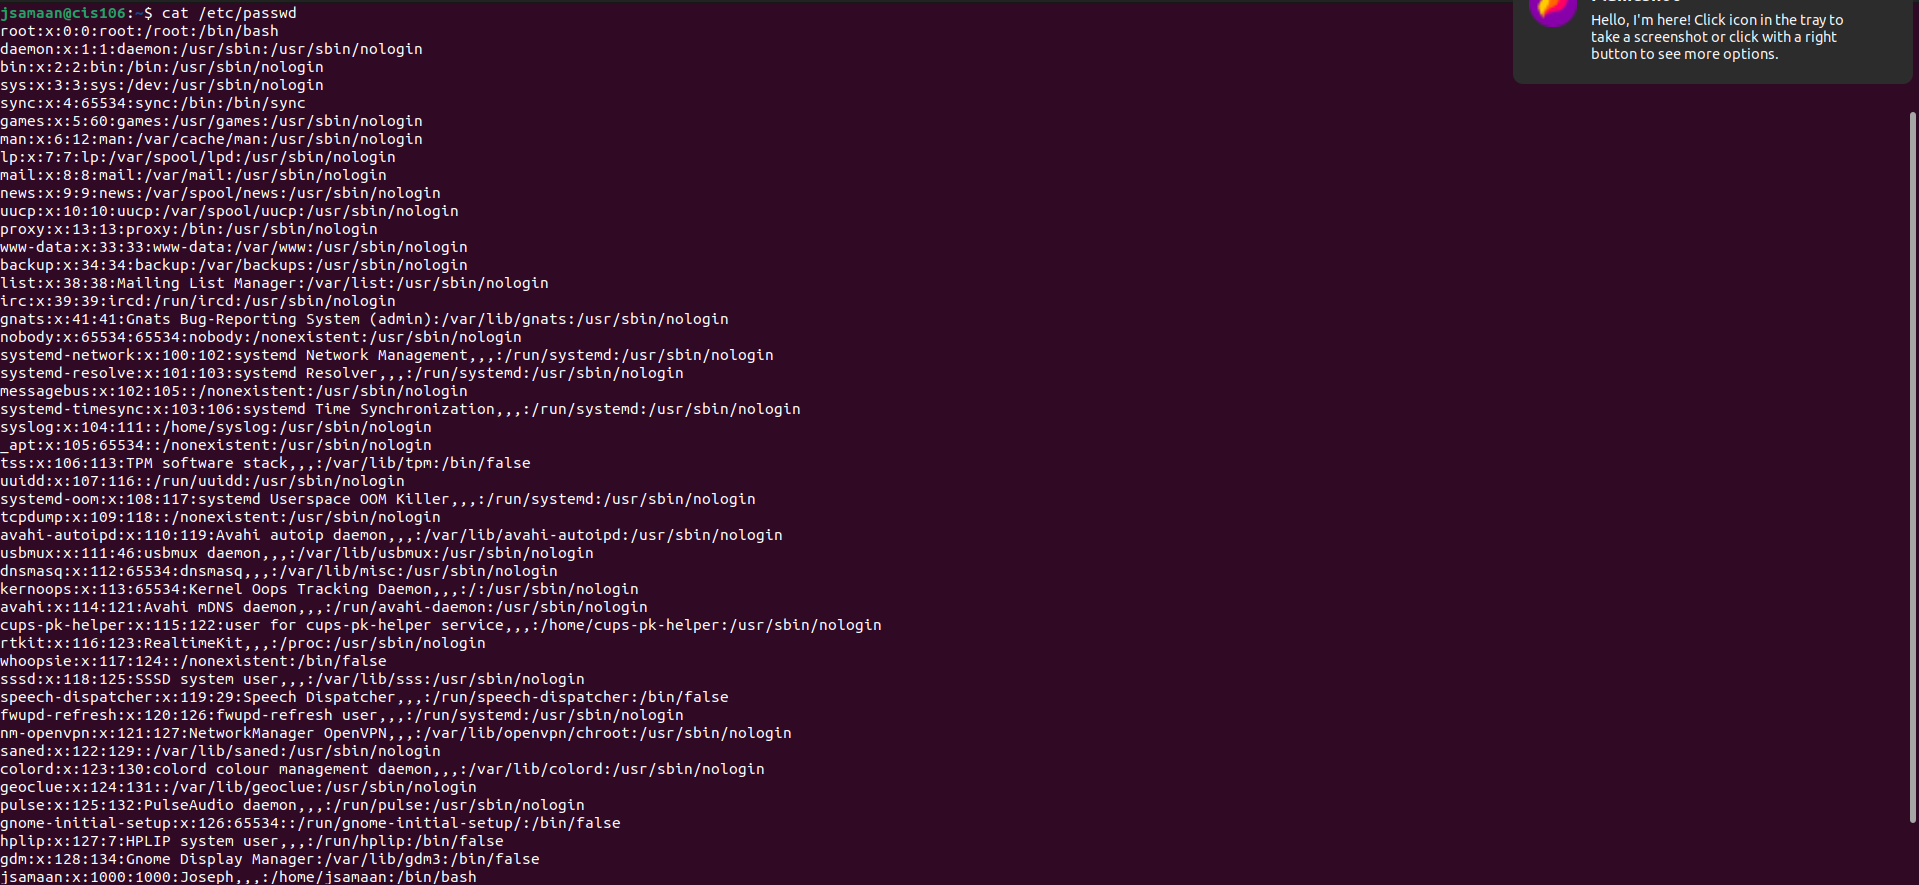 jsamaan@cis106:~$ cat /etc/passwd
root:x:0:0:root:/root:/bin/bash
daemon:x:1:1:daemon:/usr/sbin:/usr/sbin/nologin
bin:x:2:2:bin:/bin:/usr/sbin/nologin
sys:x:3:3:sys:/dev:/usr/sbin/nologin
sync:x:4:65534:sync:/bin:/bin/sync
games:x:5:60:games:/usr/games:/usr/sbin/nologin
man:x:6:12:man:/var/cache/man:/usr/sbin/nologin
lp:x:7:7:lp:/var/spool/lpd:/usr/sbin/nologin
mail:x:8:8:mail:/var/mail:/usr/sbin/nologin
news:x:9:9:news:/var/spool/news:/usr/sbin/nologin
uucp:x:10:10:uucp:/var/spool/uucp:/usr/sbin/nologin
proxy:x:13:13:proxy:/bin:/usr/sbin/nologin
www-data:x:33:33:www-data:/var/www:/usr/sbin/nologin
backup:x:34:34:backup:/var/backups:/usr/sbin/nologin
list:x:38:38:Mailing List Manager:/var/list:/usr/sbin/nologin
irc:x:39:39:ircd:/run/ircd:/usr/sbin/nologin
gnats:x:41:41:Gnats Bug-Reporting System (admin):/var/lib/gnats:/usr/sbin/nologin
nobody:x:65534:65534:nobody:/nonexistent:/usr/sbin/nologin
systemd-network:x:100:102:systemd Network Management,,,:/run/systemd:/usr/sbin/nologin
systemd-resolve:x:101:103:systemd Resolver,,,:/run/systemd:/usr/sbin/nologin
messagebus:x:102:105::/nonexistent:/usr/sbin/nologin
systemd-timesync:x:103:106:systemd Time Synchronization,,,:/run/systemd:/usr/sbin/nologin
syslog:x:104:111::/home/syslog:/usr/sbin/nologin
_apt:x:105:65534::/nonexistent:/usr/sbin/nologin
tss:x:106:113:TPM software stack,,,:/var/lib/tpm:/bin/false
uuidd:x:107:116::/run/uuidd:/usr/sbin/nologin
systemd-oom:x:108:117:systemd Userspace OOM Killer,,,:/run/systemd:/usr/sbin/nologin
tcpdump:x:109:118::/nonexistent:/usr/sbin/nologin
avahi-autoipd:x:110:119:Avahi autoip daemon,,,:/var/lib/avahi-autoipd:/usr/sbin/nologin
usbmux:x:111:46:usbmux daemon,,,:/var/lib/usbmux:/usr/sbin/nologin
dnsmasq:x:112:65534:dnsmasq,,,:/var/lib/misc:/usr/sbin/nologin
kernoops:x:113:65534:Kernel Oops Tracking Daemon,,,:/:/usr/sbin/nologin
avahi:x:114:121:Avahi mDNS daemon,,,:/run/avahi-daemon:/usr/sbin/nologin
cups-pk-helper:x:115:122:user for cups-pk-helper service,,,:/home/cups-pk-helper:/usr/sbin/nologin
rtkit:x:116:123:RealtimeKit,,,:/proc:/usr/sbin/nologin
whoopsie:x:117:124::/nonexistent:/bin/false
sssd:x:118:125:SSSD system user,,,:/var/lib/sss:/usr/sbin/nologin
speech-dispatcher:x:119:29:Speech Dispatcher,,,:/run/speech-dispatcher:/bin/false
fwupd-refresh:x:120:126:fwupd-refresh user,,,:/run/systemd:/usr/sbin/nologin
nm-openvpn:x:121:127:NetworkManager OpenVPN,,,:/var/lib/openvpn/chroot:/usr/sbin/nologin
saned:x:122:129::/var/lib/saned:/usr/sbin/nologin
colord:x:123:130:colord colour management daemon,,,:/var/lib/colord:/usr/sbin/nologin
geoclue:x:124:131::/var/lib/geoclue:/usr/sbin/nologin
pulse:x:125:132:PulseAudio daemon,,,:/run/pulse:/usr/sbin/nologin
gnome-initial-setup:x:126:65534::/run/gnome-initial-setup/:/bin/false
hplip:x:127:7:HPLIP system user,,,:/run/hplip:/bin/false
gdm:x:128:134:Gnome Display Manager:/var/lib/gdm3:/bin/false
jsamaan:x:1000:1000:Joseph,,,:/home/jsamaan:/bin/bash
Hello, I'm here! Click icon in the tray to
take a screenshot or click with a right
button to see more options.